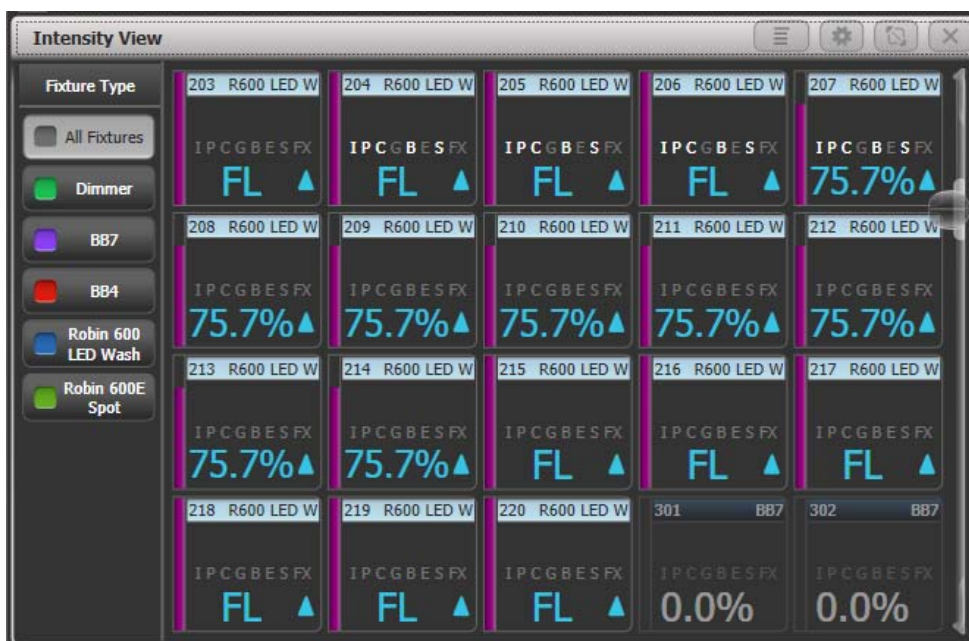 Intensity View
Fixture Type
All Fixtures
Dimmer
BB7
BB4
Robin 600
LED Wash
Robin 600E
Spot
203 R600 LED W
IPCGBESFX
FL
204 R600 LED W
IPCGBESFX
FL
205 R600 LED W
IPCGBESFX
FL
206 R600 LED W
IPCGBESFX
FL
207 R600 LED W
IPCGBESFX
75.7%
208 R600 LED W
IPCGBESFX
75.7%
209 R600 LED W
IPCGBESFX
75.7%
210 R600 LED W
IPCGBESFX
75.7%
211 R600 LED W
IPCGBESFX
75.7%
212 R600 LED W
IPCGBESFX
75.7%
213 R600 LED W
IPCGBESFX
75.7%
214 R600 LED W
IPCGBESFX
75.7%
215 R600 LED W
IPCGBESFX
FL
216 R600 LED W
IPCGBESFX
FL
217 R600 LED W
IPCGBESFX
FL
218 R600 LED W
IPCGBESFX
FL
219 R600 LED W
IPCGBESFX
FL
220 R600 LED W
IPCGBESFX
FL
301 BB7
IPCGBESFX
0.0%
302 BB7
IPCGBESFX
0.0%